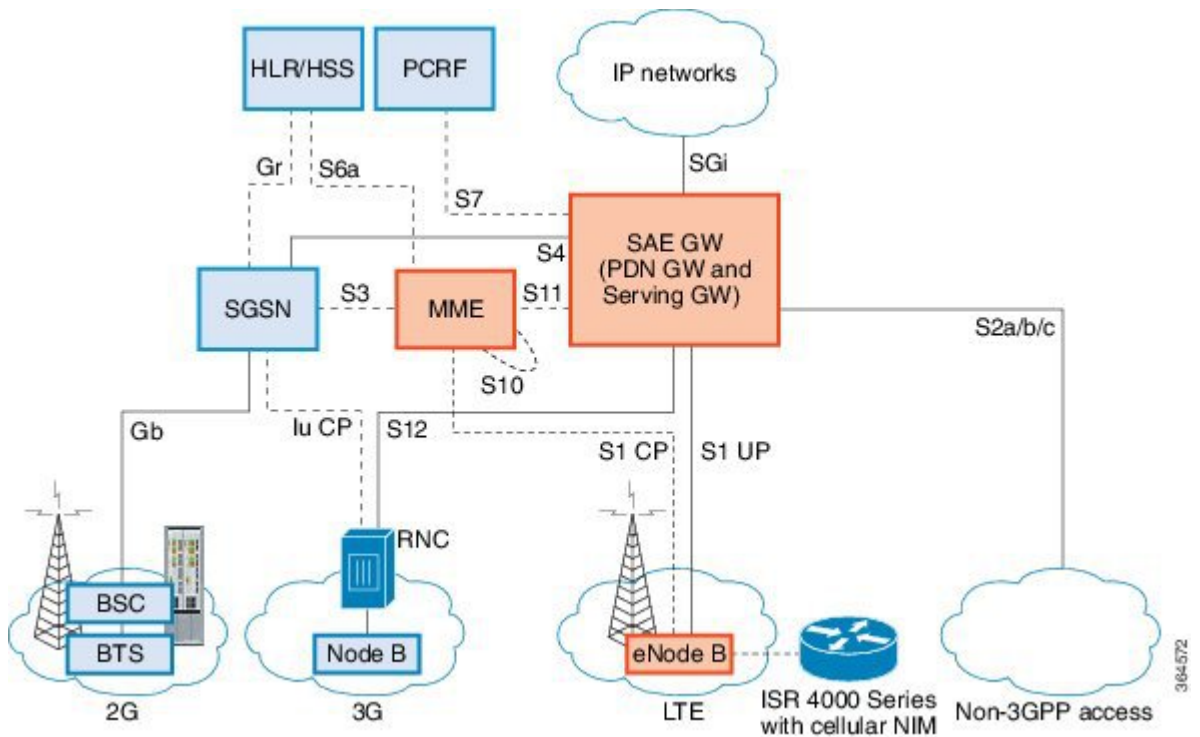 HLR/HSS
PCRF
IP networks
Gr
S6a
SGi
S7
S4
SAE GW
(PDN GW and
Serving GW)
SGSN
S3
MME
S11
S2a/b/c
S10
Gb
Iu CP
S12
S1 CP
S1 UP
RNC
BSC
BTS
Node B
eNode B
2G
3G
LTE
ISR 4000 Series
with cellular NIM
Non-3GPP access
364572